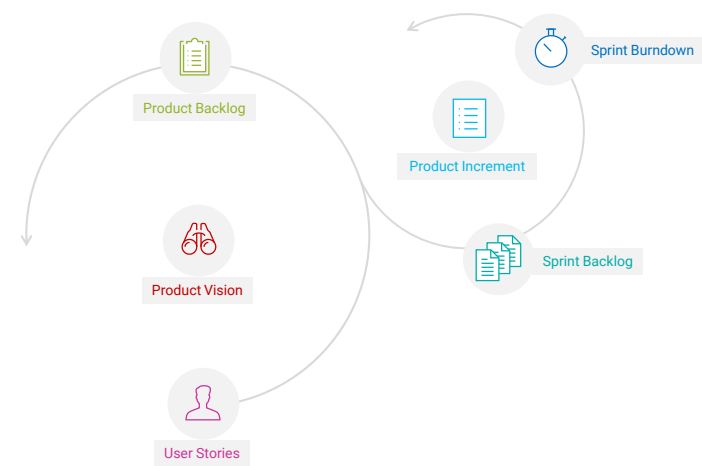 Sprint Burndown
Product Backlog
Product Increment
Sprint Backlog
Product Vision
User Stories